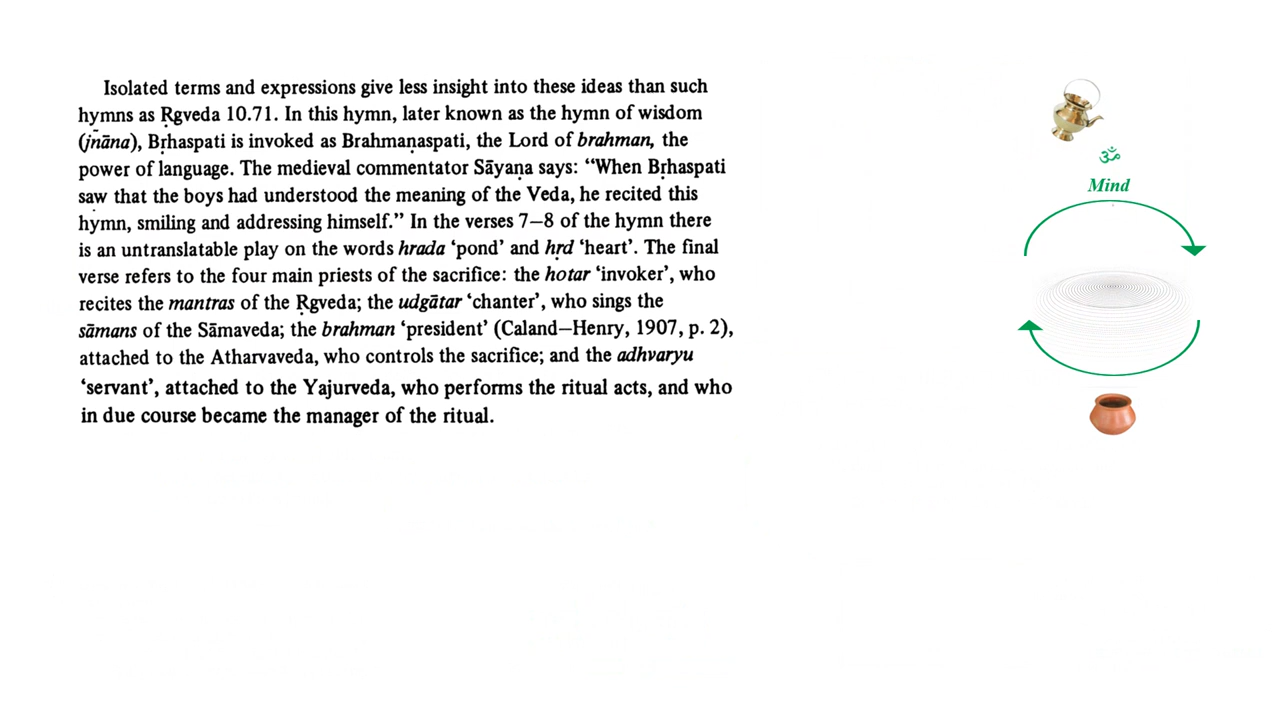 Isolated terms and expressions give less insight into these ideas than such
hymns as Ṛgveda 10.71. In this hymn, later known as the hymn of wisdom
(jñāna), Bṛhaspati is invoked as Brahmaṇaspati, the Lord of brahman, the
power of language. The medieval commentator Sāyaṇa says: “When Bṛhaspati
saw that the boys had understood the meaning of the Veda, he recited this
hymn, smiling and addressing himself.” In the verses 7–8 of the hymn there
is an untranslatable play on the words hrada ‘pond’ and hṛd ‘heart’. The final
verse refers to the four main priests of the sacrifice: the hotar ‘invoker’, who
recites the mantras of the Ṛgveda; the udgātar ‘chanter’, who sings the
sāmans of the Sāmaveda; the brahman ‘president’ (Caland–Henry, 1907, p. 2),
attached to the Atharvaveda, who controls the sacrifice; and the adhvaryu
‘servant’, attached to the Yajurveda, who performs the ritual acts, and who
in due course became the manager of the ritual.
ॐ
Mind